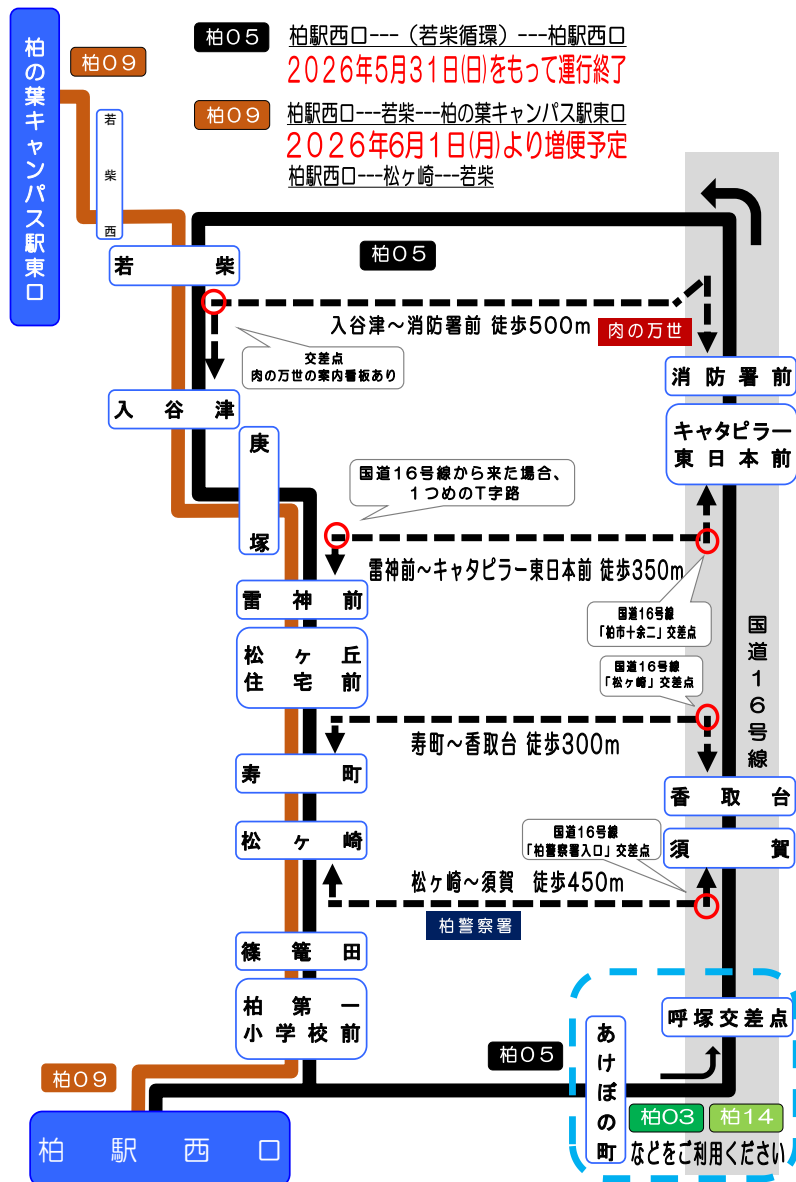 柏の葉キャンパス駅東口
柏09
若柴西
柏05
柏駅西口---（若柴循環）---柏駅西口
2026年5月31日(日)をもって運行終了
柏09
柏駅西口---若柴---柏の葉キャンパス駅東口
2026年6月1日(月)より増便予定
柏駅西口---松ヶ崎---若柴
柏05
若柴
入谷津～消防署前 徒歩500m
肉の万世
交差点
肉の万世の案内看板あり
消防署前
入谷津
キャタピラー
東日本前
庚塚
国道16号線から来た場合、
1つめのT字路
雷神前～キャタピラー東日本前 徒歩350m
雷神前
国道16号線
「柏市十余二」交差点
国道16号線
松ヶ丘
住宅前
国道16号線
「松ヶ崎」交差点
寿町～香取台 徒歩300m
寿町
香取台
松ヶ崎
国道16号線
「柏警察署入口」交差点
須賀
松ヶ崎～須賀 徒歩450m
柏警察署
篠籠田
柏第一
小学校前
呼塚交差点
あけぼの町
柏05
柏09
柏03
柏14
などをご利用ください
柏駅西口